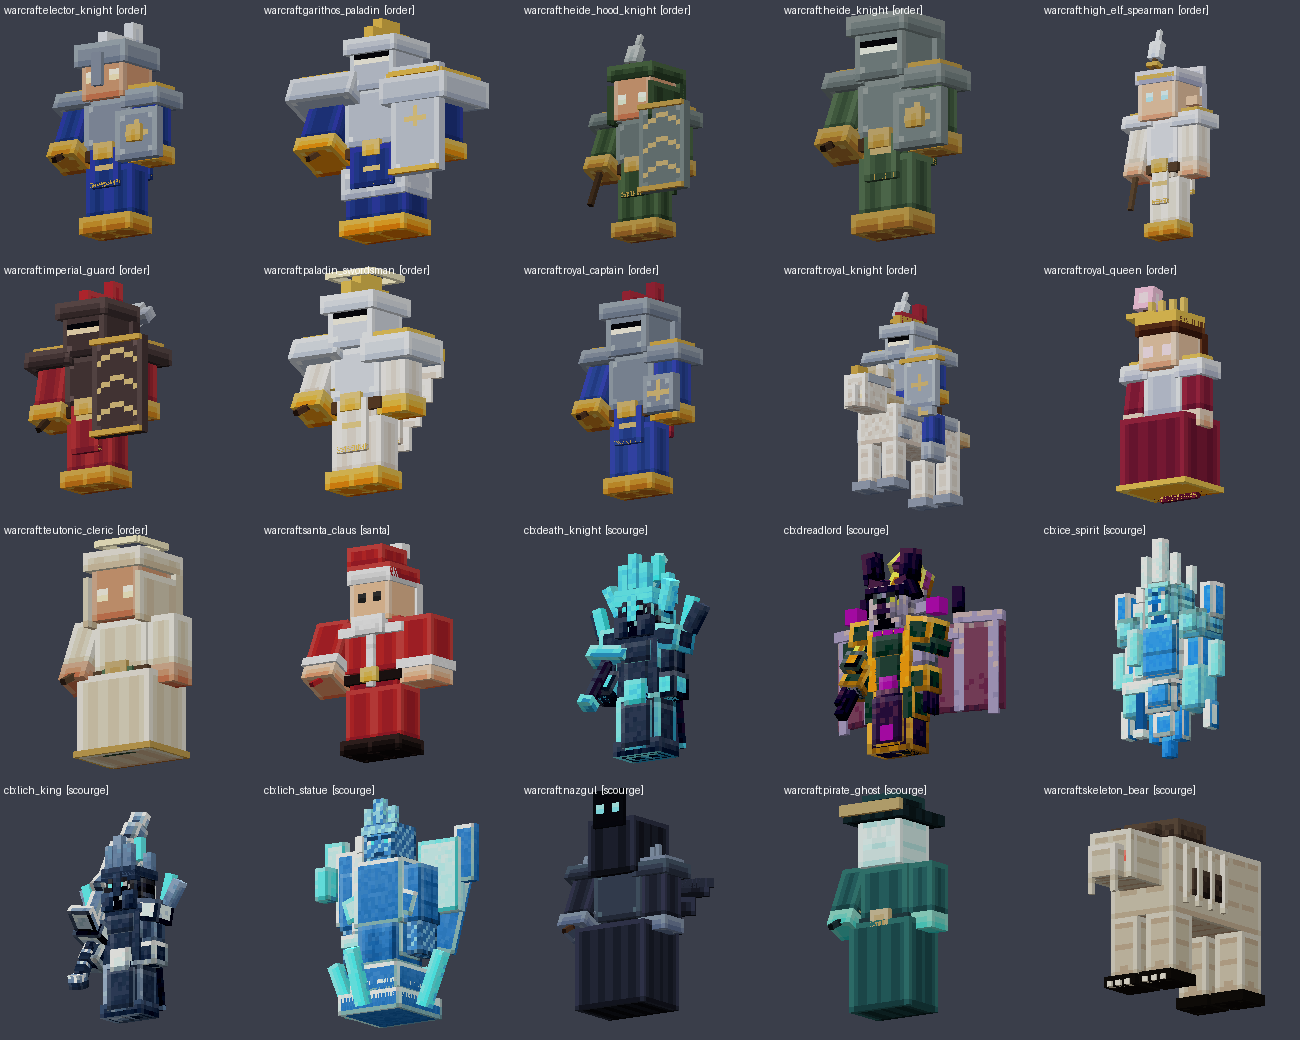 warcraft:elector_knight [order]
warcraft:garithos_paladin [order]
warcraft:heide_hood_knight [order]
warcraft:heide_knight [order]
warcraft:high_elf_spearman [order]
warcraft:imperial_guard [order]
warcraft:paladin_swordsman [order]
warcraft:royal_captain [order]
warcraft:royal_knight [order]
warcraft:royal_queen [order]
warcraft:teutonic_cleric [order]
warcraft:santa_claus [santa]
cb:death_knight [scourge]
cb:dreadlord [scourge]
cb:ice_spirit [scourge]
cb:lich_king [scourge]
cb:lich_statue [scourge]
warcraft:nazgul [scourge]
warcraft:pirate_ghost [scourge]
warcraft:skeleton_bear [scourge]